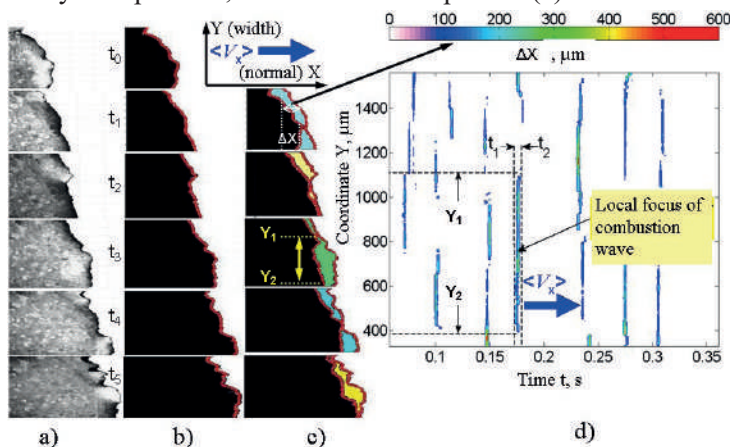 Y (width)
<Vx>
(normal) X
0 100 200 300 400 500 600
ΔX , μm
t0
t1
t2
t3
t4
t5
ΔX
Y1
Y2
Coordinate Y, μm
1400
1200
1000
800
600
400
t1
t2
Y1
Y2
Local focus of
combustion
wave
<Vx>
0.1 0.15 0.2 0.25 0.3 0.35
Time t, s
a) b) c) d)